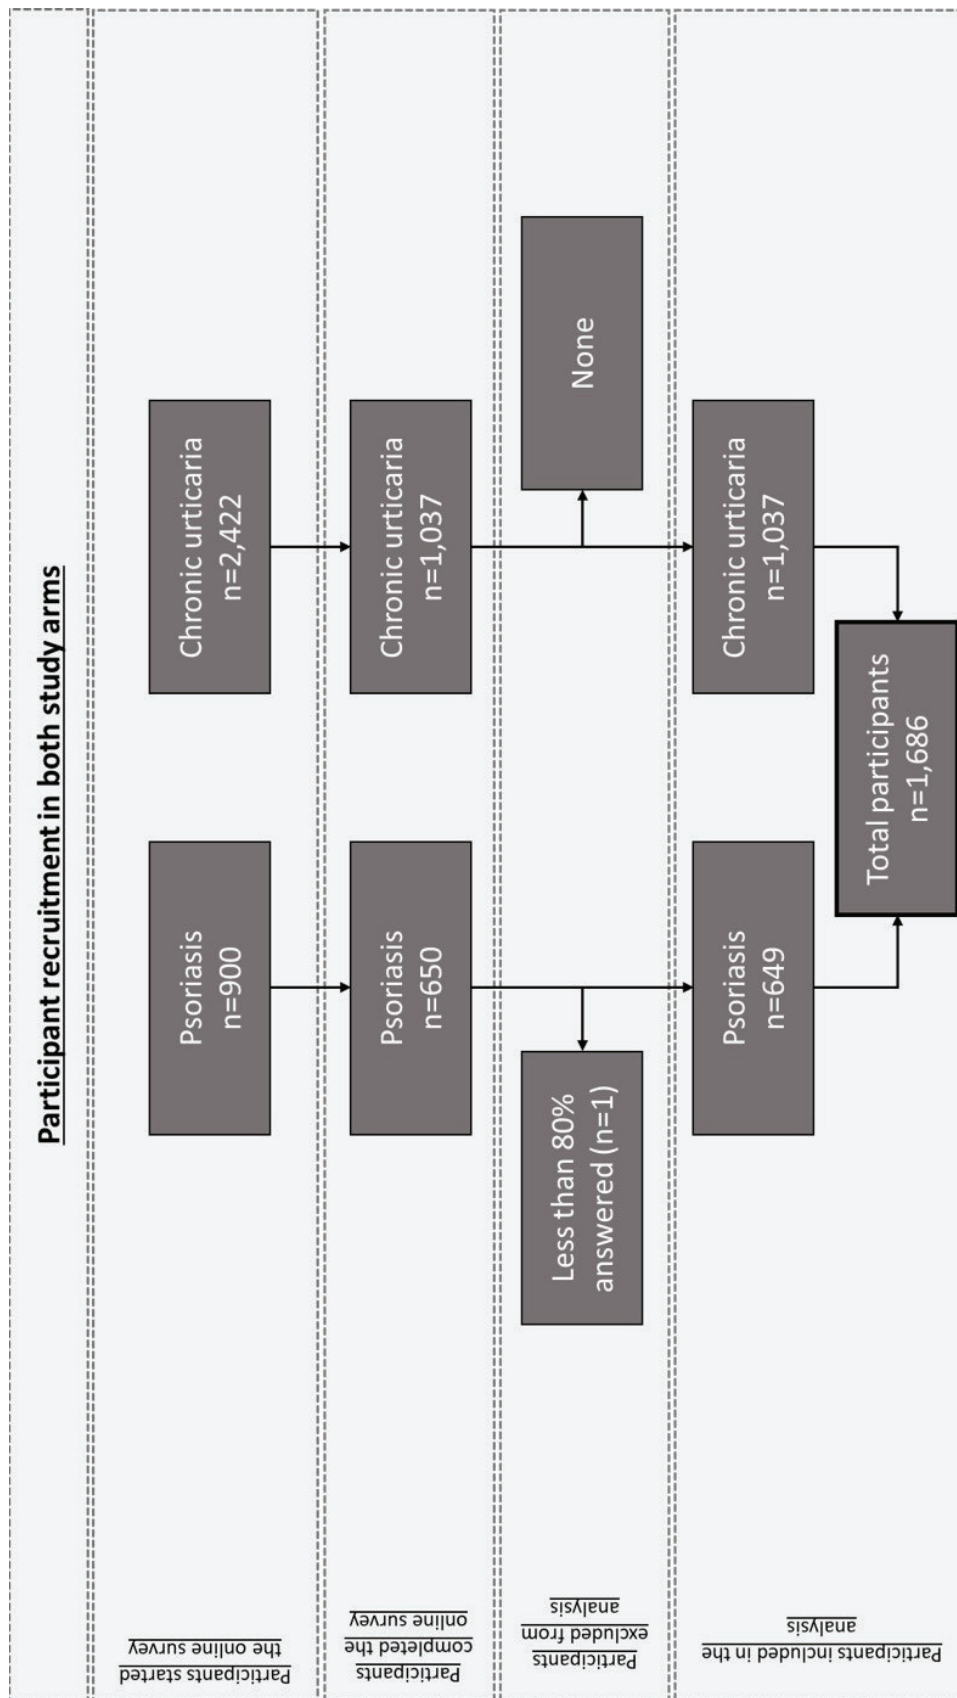 Participant recruitment in both study arms
Participants started
the online survey
Psoriasis
n=900
Chronic urticaria
n=2,422
Participants
completed the
online survey
Psoriasis
n=650
Chronic urticaria
n=1,037
Participants
excluded from
analysis
Less than 80%
answered (n=1)
None
Participants included in the
analysis
Psoriasis
n=649
Chronic urticaria
n=1,037
Total participants
n=1,686